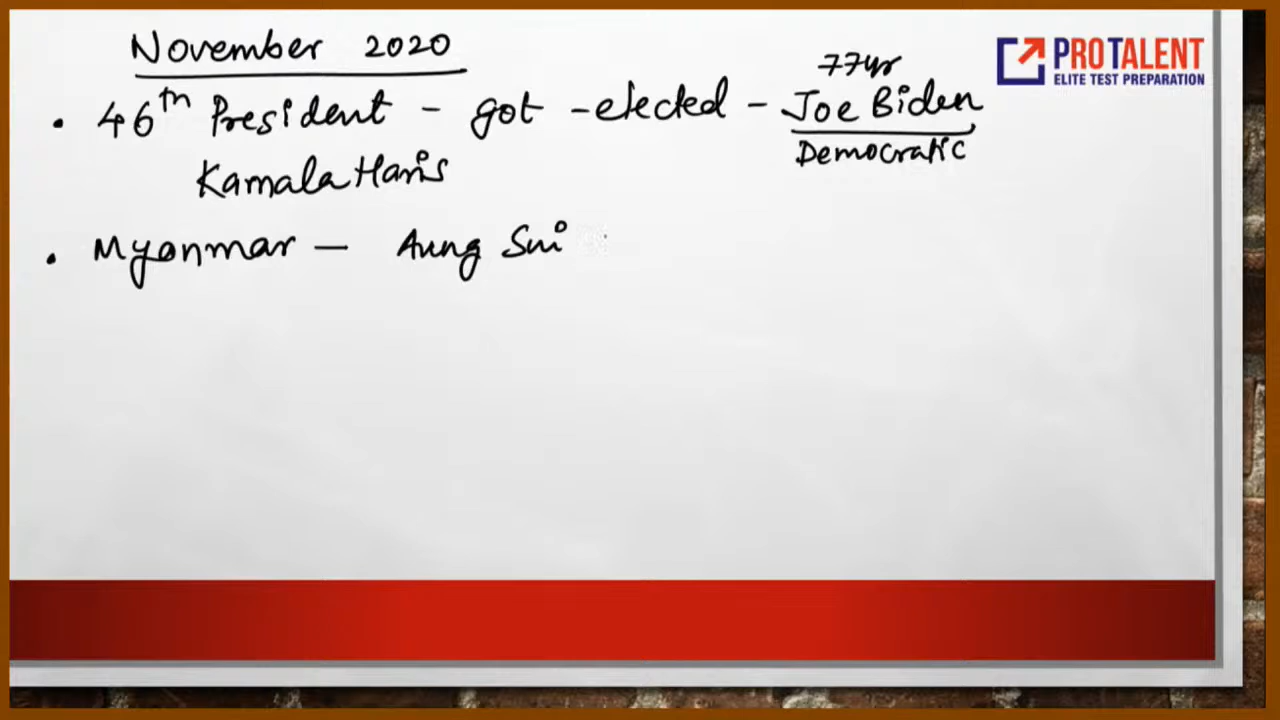 November 2020
PROTALENT
ELITE TEST PREPARATION
77yr
• 46th President - got - elected - Joe Biden
Democratic
Kamala Haris
• Myanmar — Aung Sui